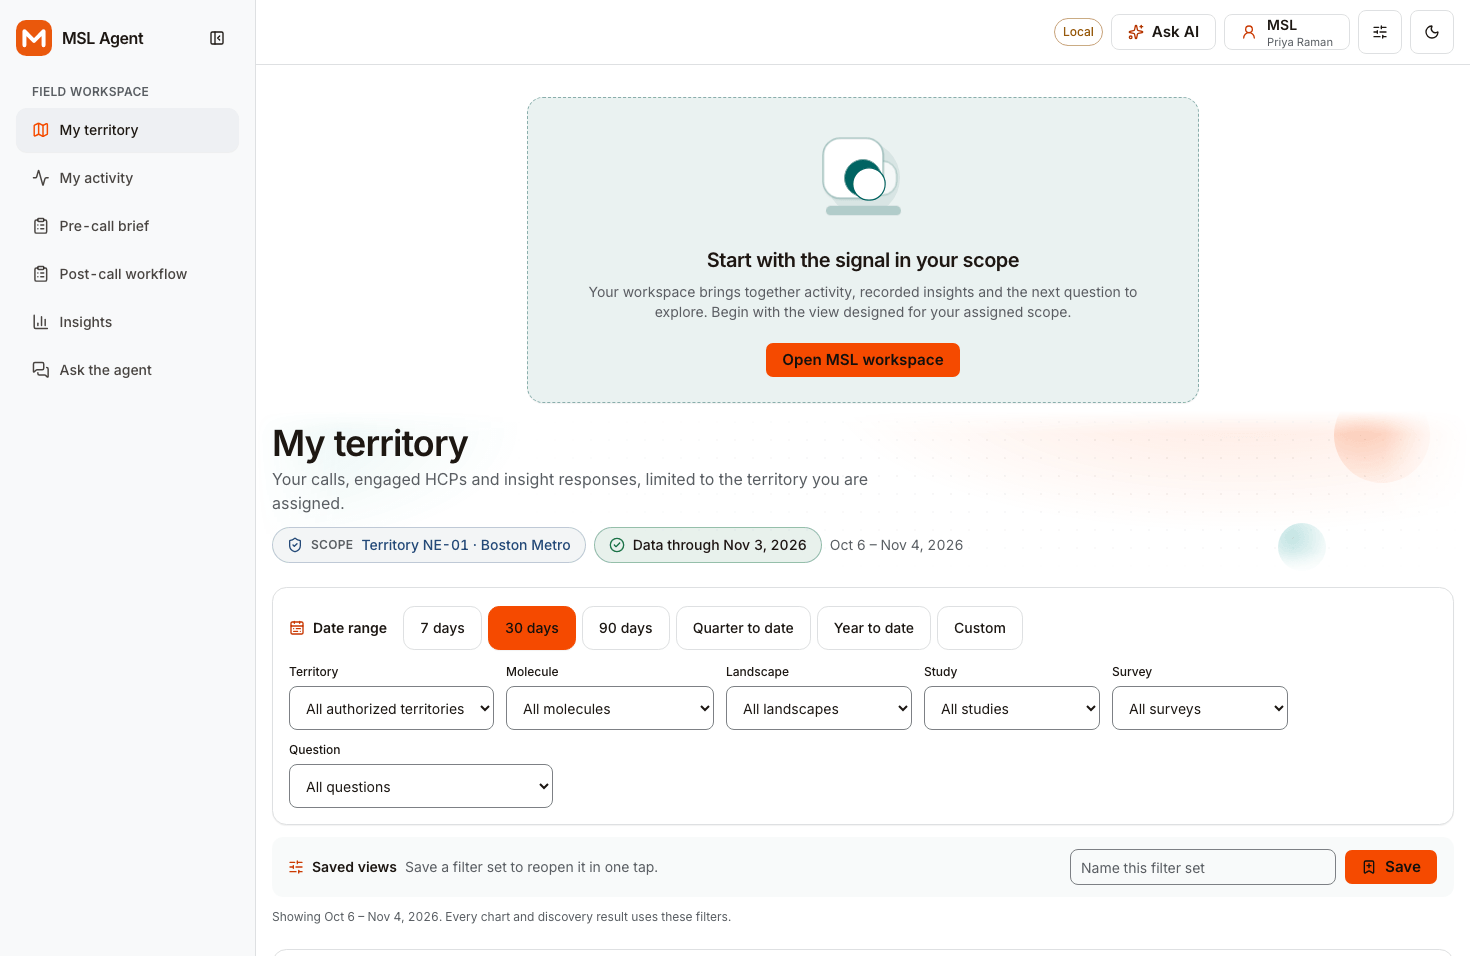 MSL Agent
Local
Ask AI
MSL
Priya Raman
FIELD WORKSPACE
My territory
My activity
Pre-call brief
Post-call workflow
Insights
Ask the agent
Start with the signal in your scope
Your workspace brings together activity, recorded insights and the next question to
explore. Begin with the view designed for your assigned scope.
Open MSL workspace
My territory
Your calls, engaged HCPs and insight responses, limited to the territory you are
assigned.
SCOPE Territory NE-01 · Boston Metro
Data through Nov 3, 2026
Oct 6 – Nov 4, 2026
Date range
7 days
30 days
90 days
Quarter to date
Year to date
Custom
Territory
All authorized territories
Molecule
All molecules
Landscape
All landscapes
Study
All studies
Survey
All surveys
Question
All questions
Saved views Save a filter set to reopen it in one tap.
Name this filter set
Save
Showing Oct 6 – Nov 4, 2026. Every chart and discovery result uses these filters.